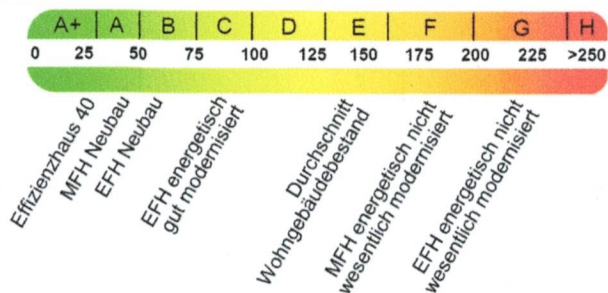 A+ A B C D E F G H
0 25 50 75 100 125 150 175 200 225 >250
Effizienzhaus 40
MFH Neubau
EFH Neubau
EFH energetisch
gut modernisiert
Durchschnitt
Wohngebäudebestand
MFH energetisch nicht
wesentlich modernisiert
EFH energetisch nicht
wesentlich modernisiert